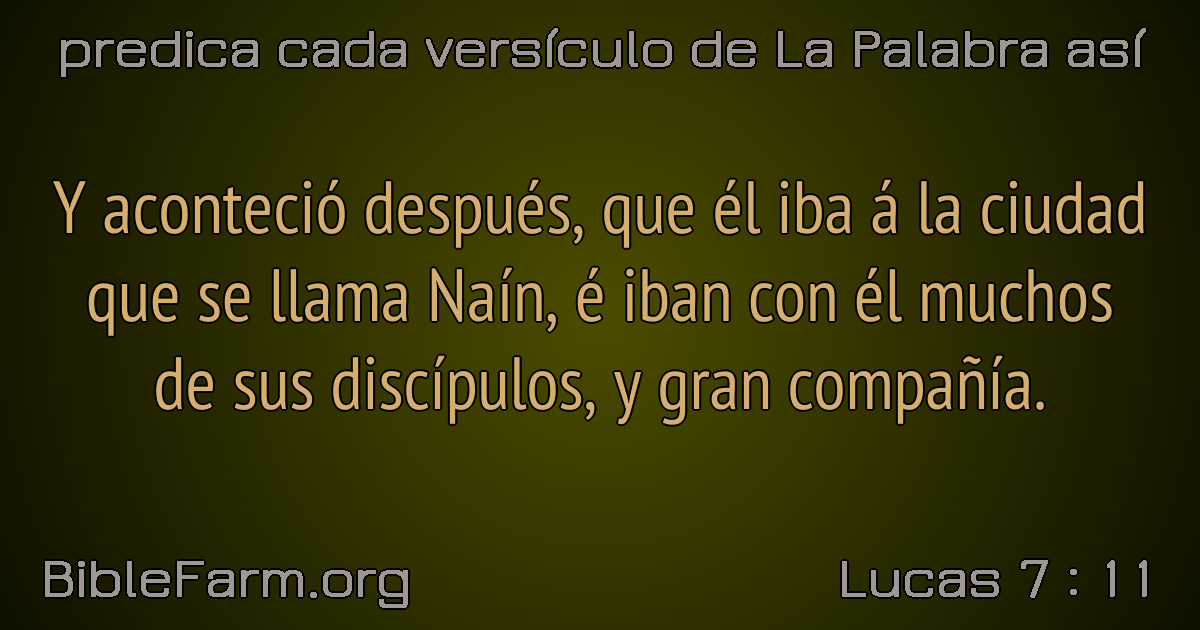 predica cada versículo de La Palabra así
Y aconteció después, que él iba á la ciudad
que se llama Naín, é iban con él muchos
de sus discípulos, y gran compañía.
BibleFarm.org
Lucas 7 : 11